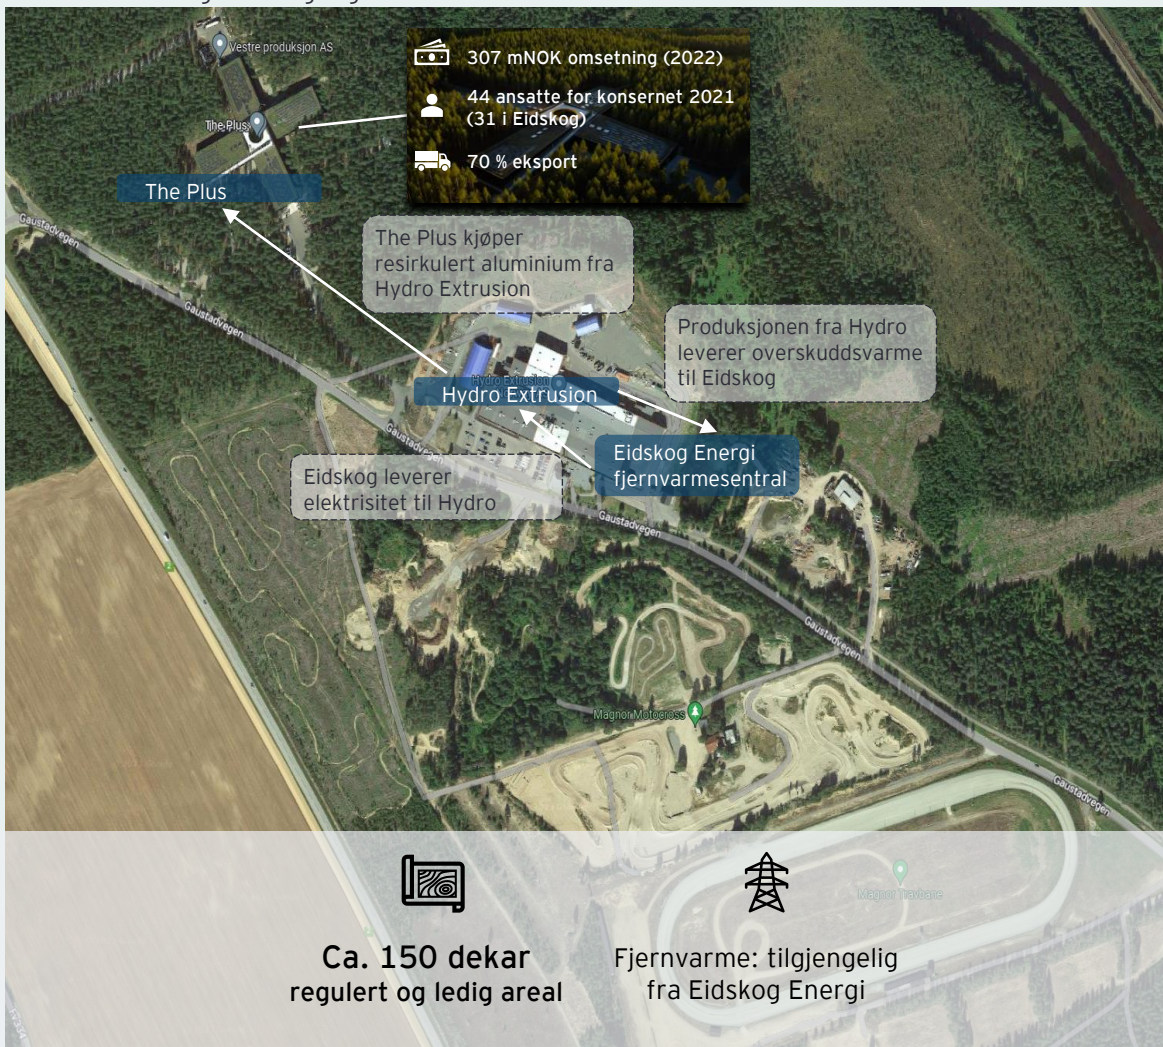 Vestre produksjon AS
307 mNOK omsetning (2022)
44 ansatte for konsernet 2021
(31 i Eidskog)
70 % eksport
The Plus
The Plus
Gaustadvegen
The Plus kjøper
resirkulert aluminium fra
Hydro Extrusion
Gaustadvegen
Produksjonen fra Hydro
leverer overskuddsvarme
til Eidskog
Hydro Extrusion
Hydro Extrusion
Gaustadvegen
Eidskog Energi
fjernvarmesentral
Eidskog leverer
elektrisitet til Hydro
Gaustadvegen
2
Gaustadvegen
Magnor Motocross
Gaustadvegen
Magnor Travbane
Ca. 150 dekar
regulert og ledig areal
Fjernvarme: tilgjengelig
fra Eidskog Energi